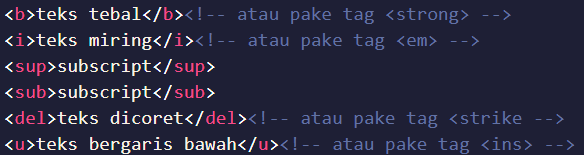 <b>teks tebal</b><!-- atau pake tag <strong> -->
<i>teks miring</i><!-- atau pake tag <em> -->
<sup>subscript</sup>
<sub>subscript</sub>
<del>teks dicoret</del><!-- atau pake tag <strike -->
<u>teks bergaris bawah</u><!-- atau pake tag <ins> -->